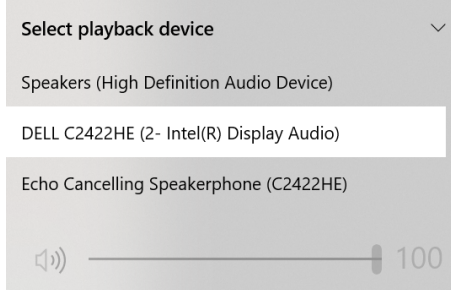 Select playback device
Speakers (High Definition Audio Device)
DELL C2422HE (2- Intel(R) Display Audio)
Echo Cancelling Speakerphone (C2422HE)
100